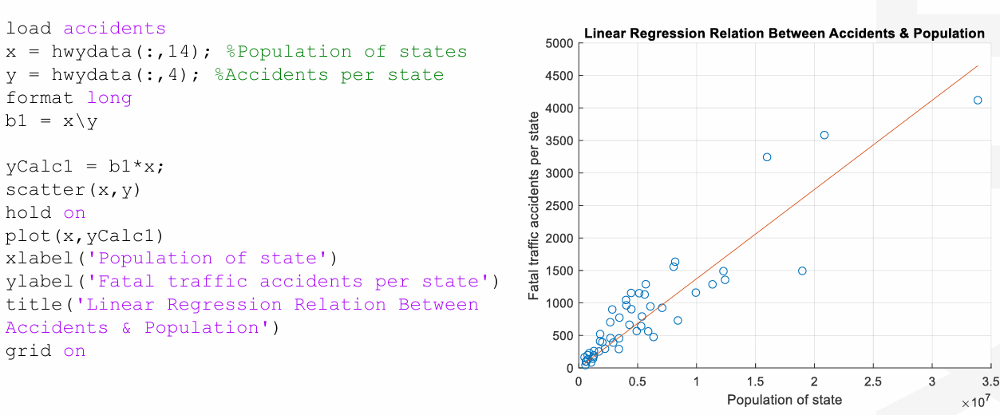 load accidents
x = hwydata(:,14); %Population of states
y = hwydata(:,4); %Accidents per state
format long
b1 = x\y
yCalc1 = b1*x;
scatter(x,y)
hold on
plot(x,yCalc1)
xlabel('Population of state')
ylabel('Fatal traffic accidents per state')
title('Linear Regression Relation Between
Accidents & Population')
grid on
Linear Regression Relation Between Accidents & Population
Fatal traffic accidents per state
5000
4500
4000
3500
3000
2500
2000
1500
1000
500
0
0 0.5 1 1.5 2 2.5 3 3.5
Population of state
×10^7